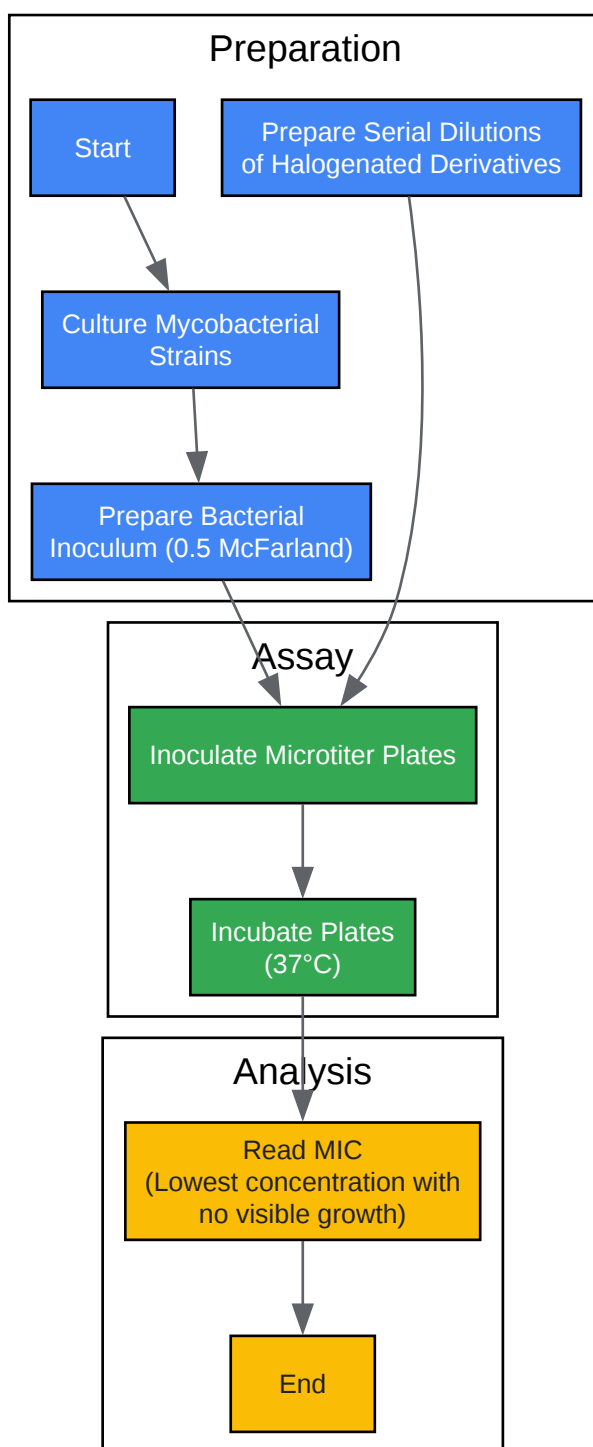 Preparation
Start
Prepare Serial Dilutions
of Halogenated Derivatives
Culture Mycobacterial
Strains
Prepare Bacterial
Inoculum (0.5 McFarland)
Assay
Inoculate Microtiter Plates
Incubate Plates
(37°C)
Analysis
Read MIC
(Lowest concentration with
no visible growth)
End